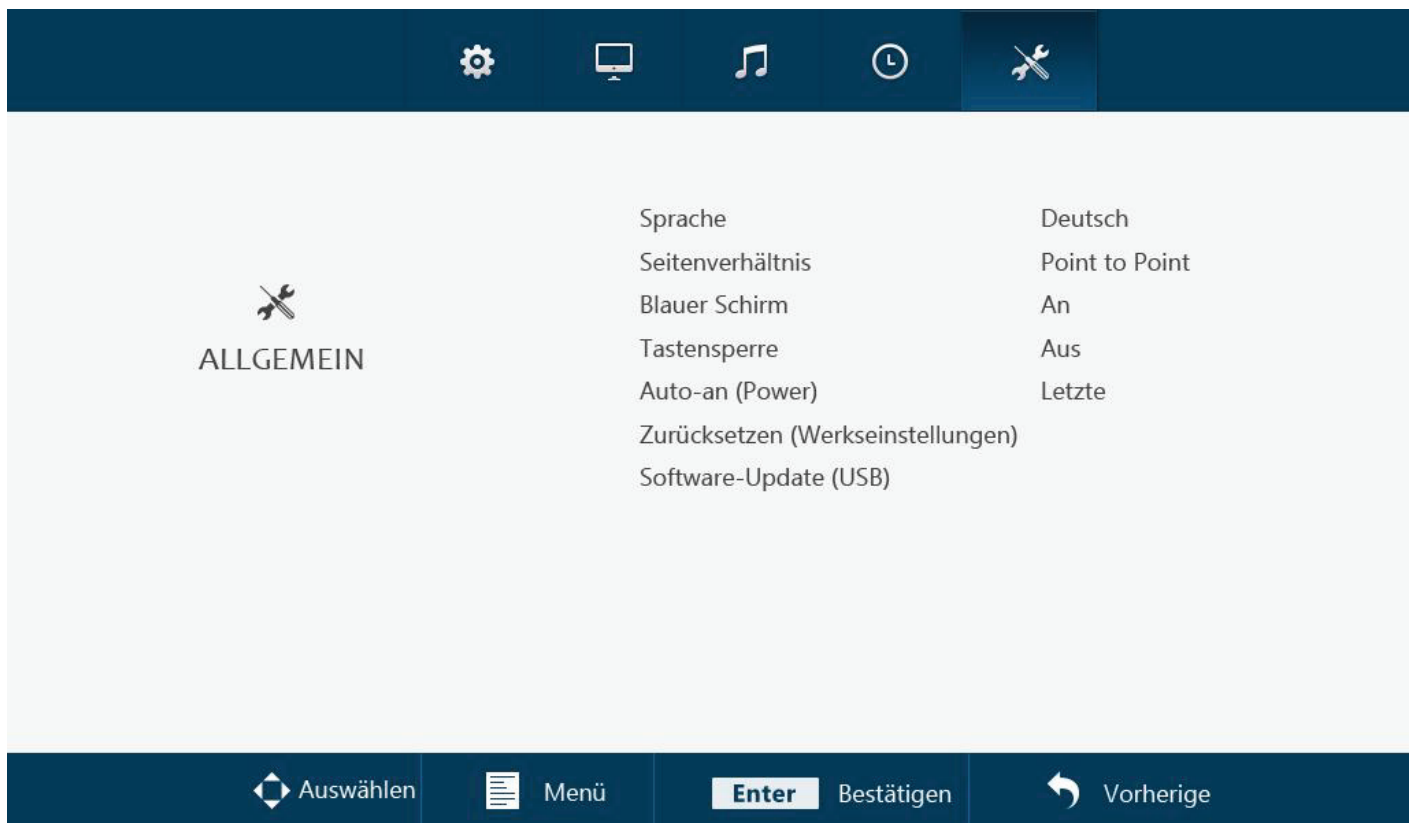 Sprache Deutsch
Seitenverhältnis Point to Point
Blauer Schirm An
ALLGEMEIN
Tastensperre Aus
Auto-an (Power) Letzte
Zurücksetzen (Werkseinstellungen)
Software-Update (USB)
Auswählen Menü Enter Bestätigen Vorherige